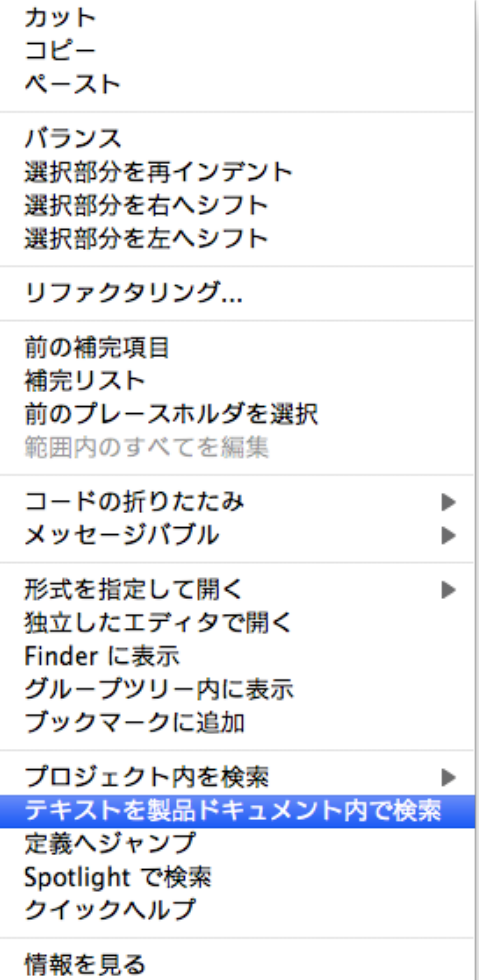 カット
コピー
ペースト
バランス
選択部分を再インデント
選択部分を右へシフト
選択部分を左へシフト
リファクタリング...
前の補完項目
補完リスト
前のプレースホルダを選択
範囲内のすべてを編集
コードの折りたたみ
メッセージバブル
形式を指定して開く
独立したエディタで開く
Finder に表示
グループツリー内に表示
ブックマークに追加
プロジェクト内を検索
テキストを製品ドキュメント内で検索
定義へジャンプ
Spotlight で検索
クイックヘルプ
情報を見る